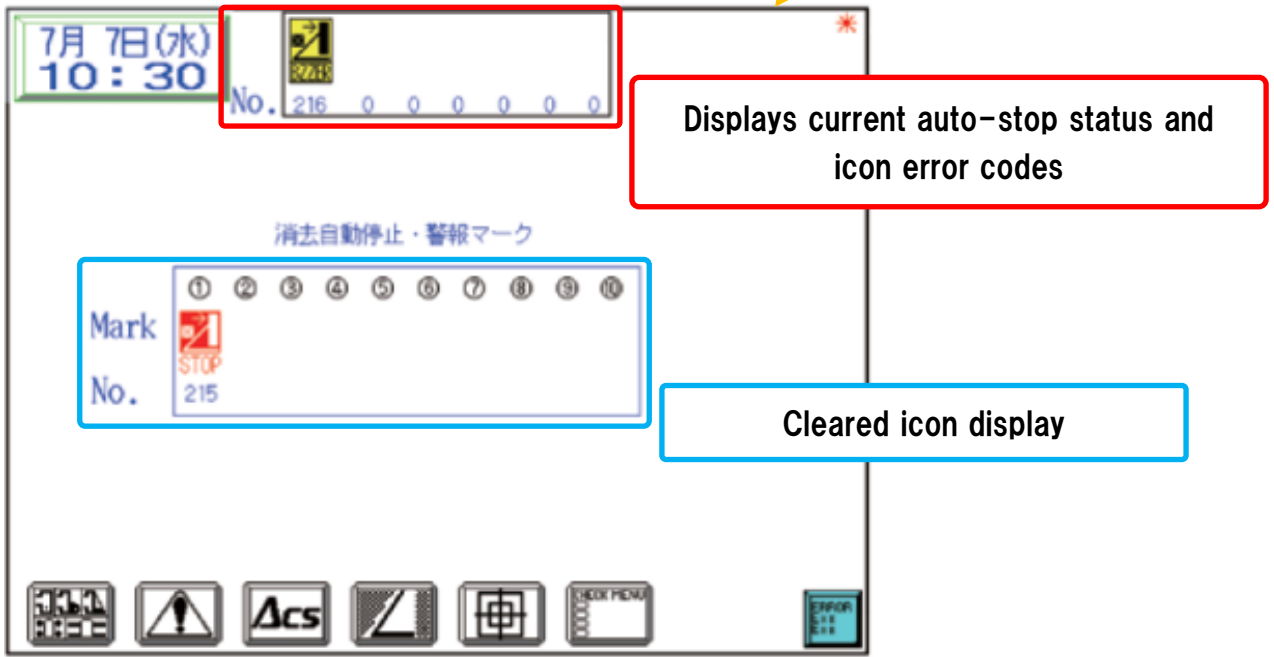 7月 7日(水)
10:30
BZZER
No. 216 0 0 0 0 0 0
Displays current auto-stop status and
icon error codes
消去自動停止・警報マーク
① ② ③ ④ ⑤ ⑥ ⑦ ⑧ ⑨ ⑩
Mark
STOP
No. 215
Cleared icon display
Acs
CHECK MENU
ERROR